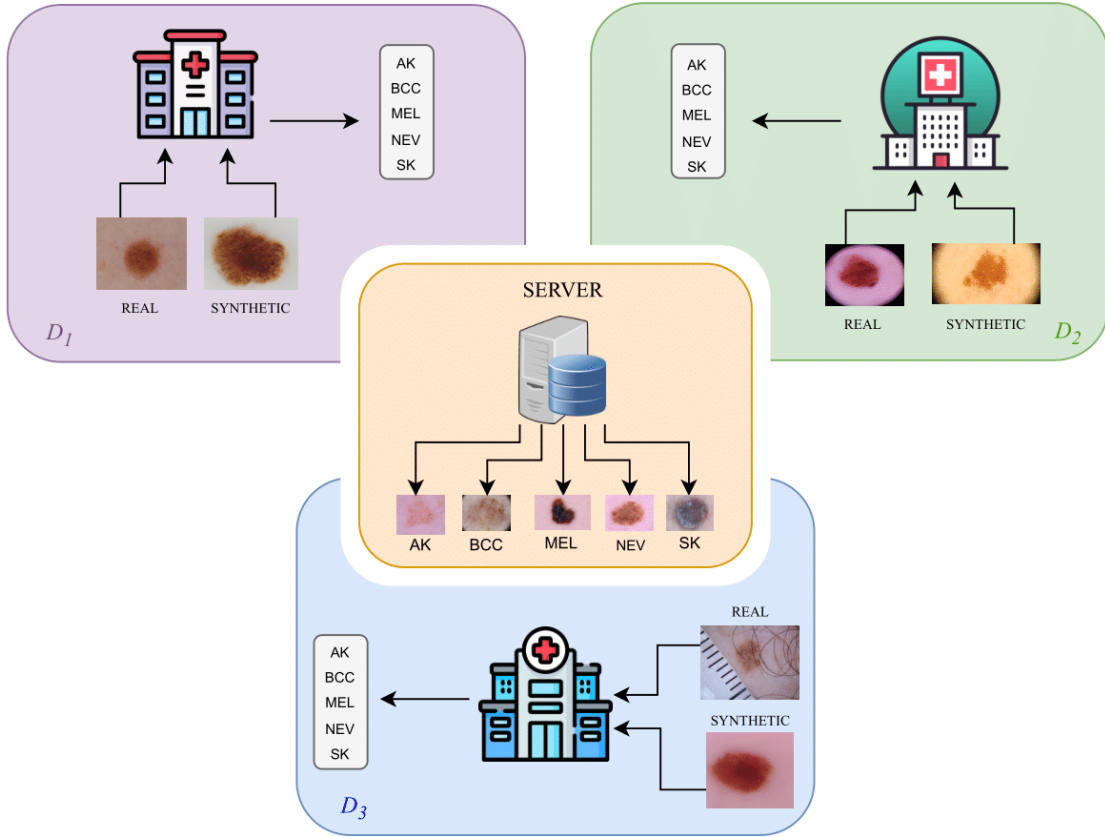 AK
BCC
MEL
NEV
SK
REAL
SYNTHETIC
D1
AK
BCC
MEL
NEV
SK
REAL
SYNTHETIC
D2
SERVER
AK
BCC
MEL
NEV
SK
REAL
AK
BCC
MEL
NEV
SK
SYNTHETIC
D3